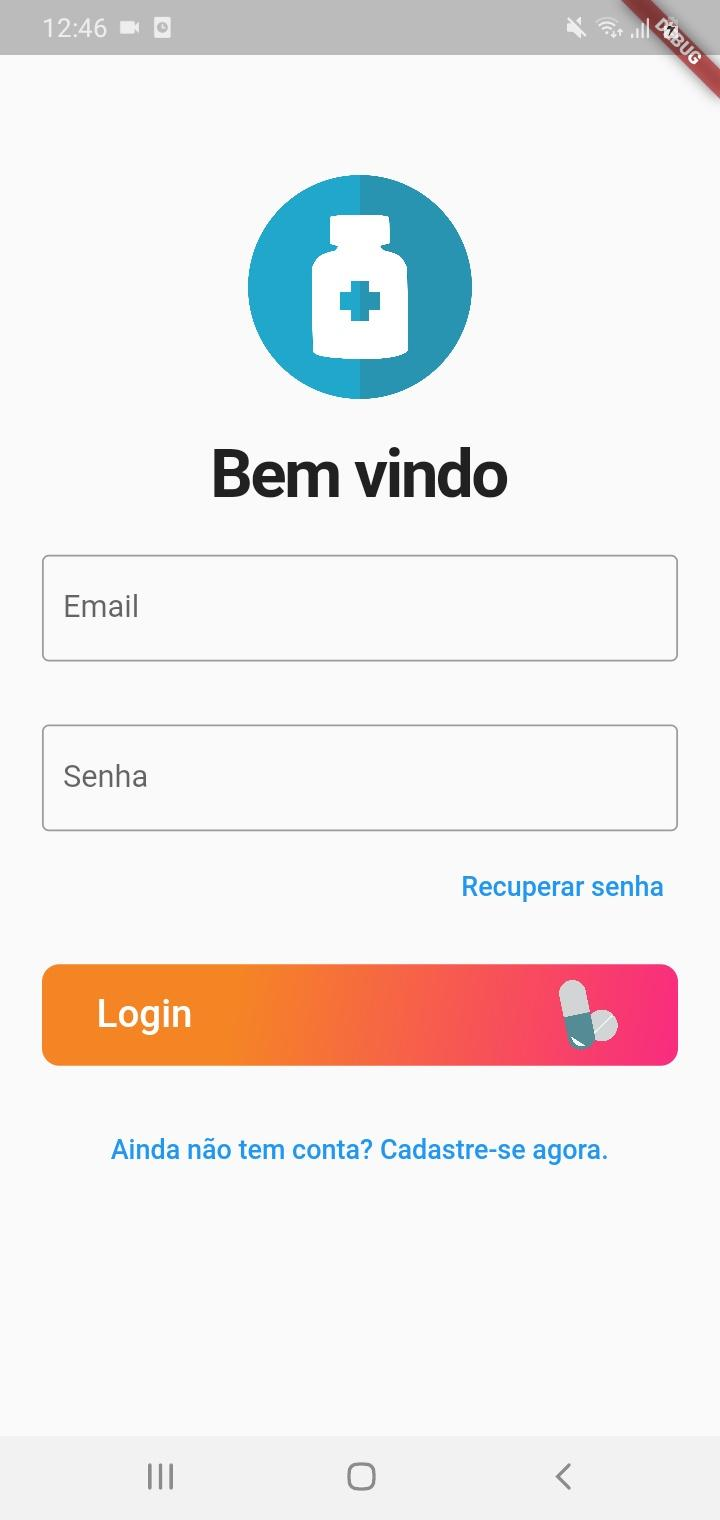 12:46
DEBUG
Bem vindo
Email
Senha
Recuperar senha
Login
Ainda não tem conta? Cadastre-se agora.